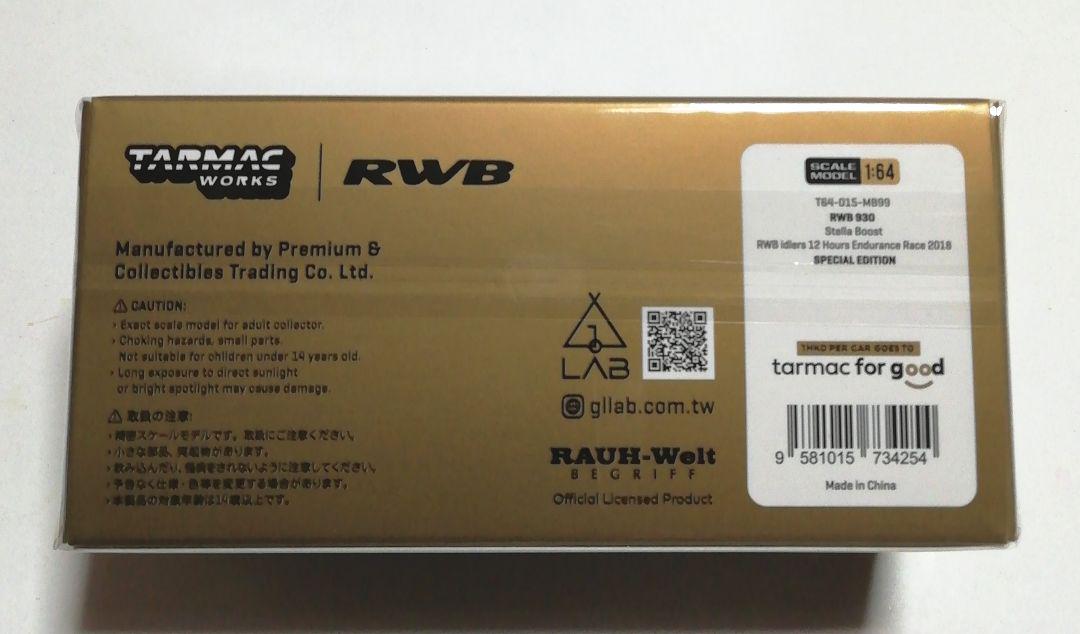 TARMAC
WORKS
RWB
Manufactured by Premium &
Collectibles Trading Co. Ltd.
⚠ CAUTION:
› Exact scale model for adult collector.
› Choking hazards, small parts.
Not suitable for children under 14 years old.
› Long exposure to direct sunlight
or bright spotlight may cause damage.
⚠ 取扱の注意:
› 精密スケールモデルです。取扱にご注意ください。
› 小さな部品、突起物があります。
› 飲み込んだり、傷病をされないように注意してください。
› 予告なく仕様・色等を変更する場合があります。
› 本製品の対象年齢は14歳以上です。
1
LAB
gllab.com.tw
RAUH-Welt
BEGRIFF
Official Licensed Product
SCALE
MODEL 1:64
T64-015-MB99
RWB 930
Stella Boost
RWB idlers 12 Hours Endurance Race 2018
SPECIAL EDITION
1HKD PER CAR GOES TO
tarmac for good
9 581015 734254
Made in China